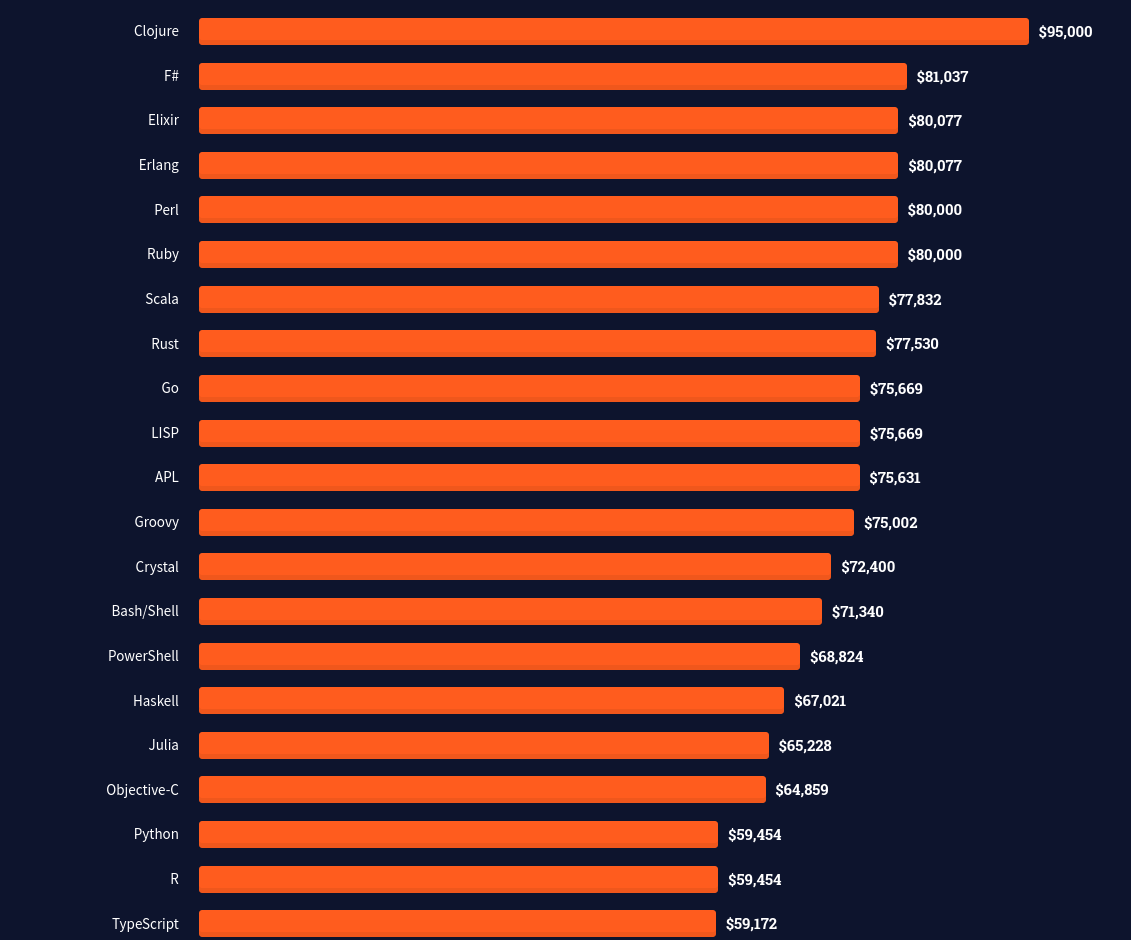 Clojure $95,000
F# $81,037
Elixir $80,077
Erlang $80,077
Perl $80,000
Ruby $80,000
Scala $77,832
Rust $77,530
Go $75,669
LISP $75,669
APL $75,631
Groovy $75,002
Crystal $72,400
Bash/Shell $71,340
PowerShell $68,824
Haskell $67,021
Julia $65,228
Objective-C $64,859
Python $59,454
R $59,454
TypeScript $59,172